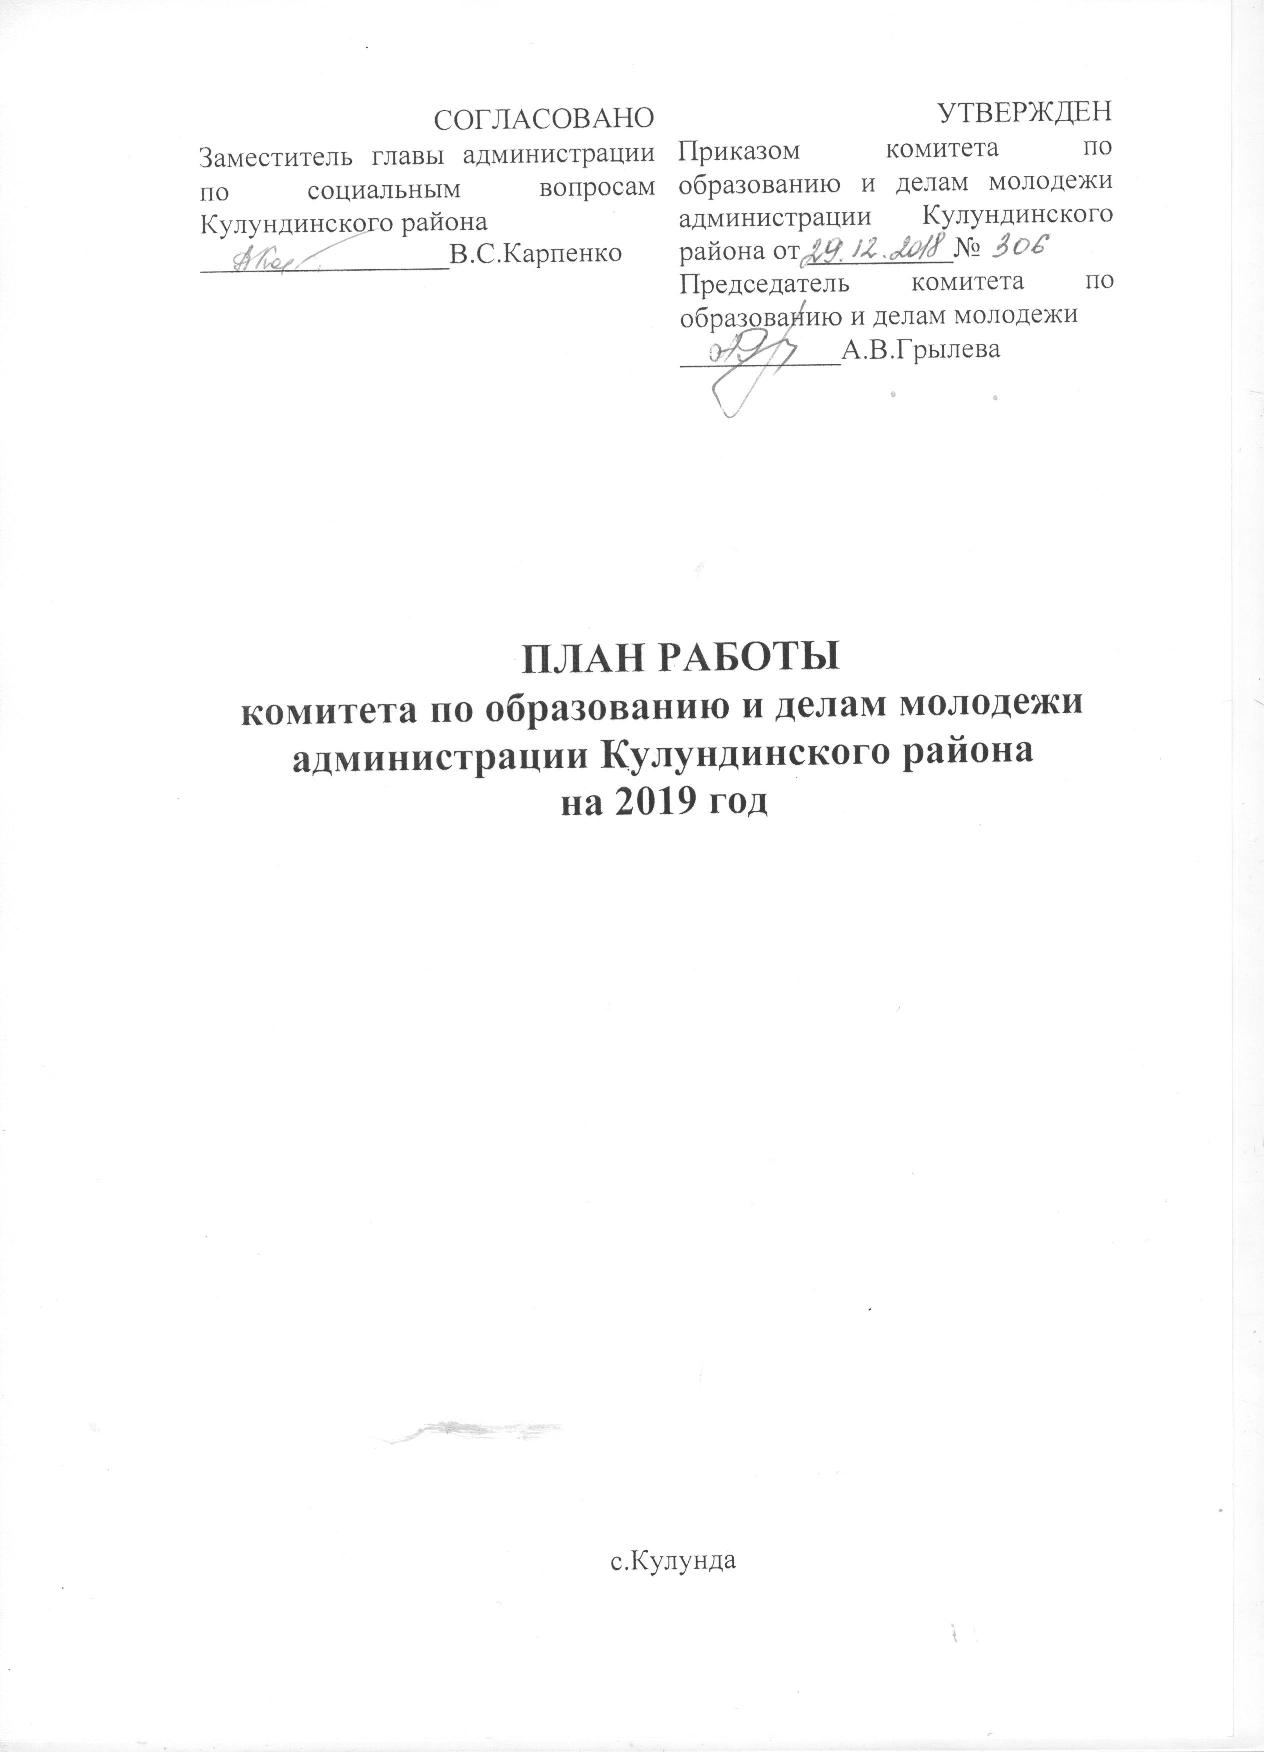 СОГЛАСОВАНО
Заместитель главы администрации
по социальным вопросам
Кулундинского района
В.С.Карпенко
УТВЕРЖДЕН
Приказом комитета по
образованию и делам молодежи
администрации Кулундинского
района от 29.12.2018 № 306
Председатель комитета по
образованию и делам молодежи
А.В.Грылева
ПЛАН РАБОТЫ
комитета по образованию и делам молодежи
администрации Кулундинского района
на 2019 год
с.Кулунда